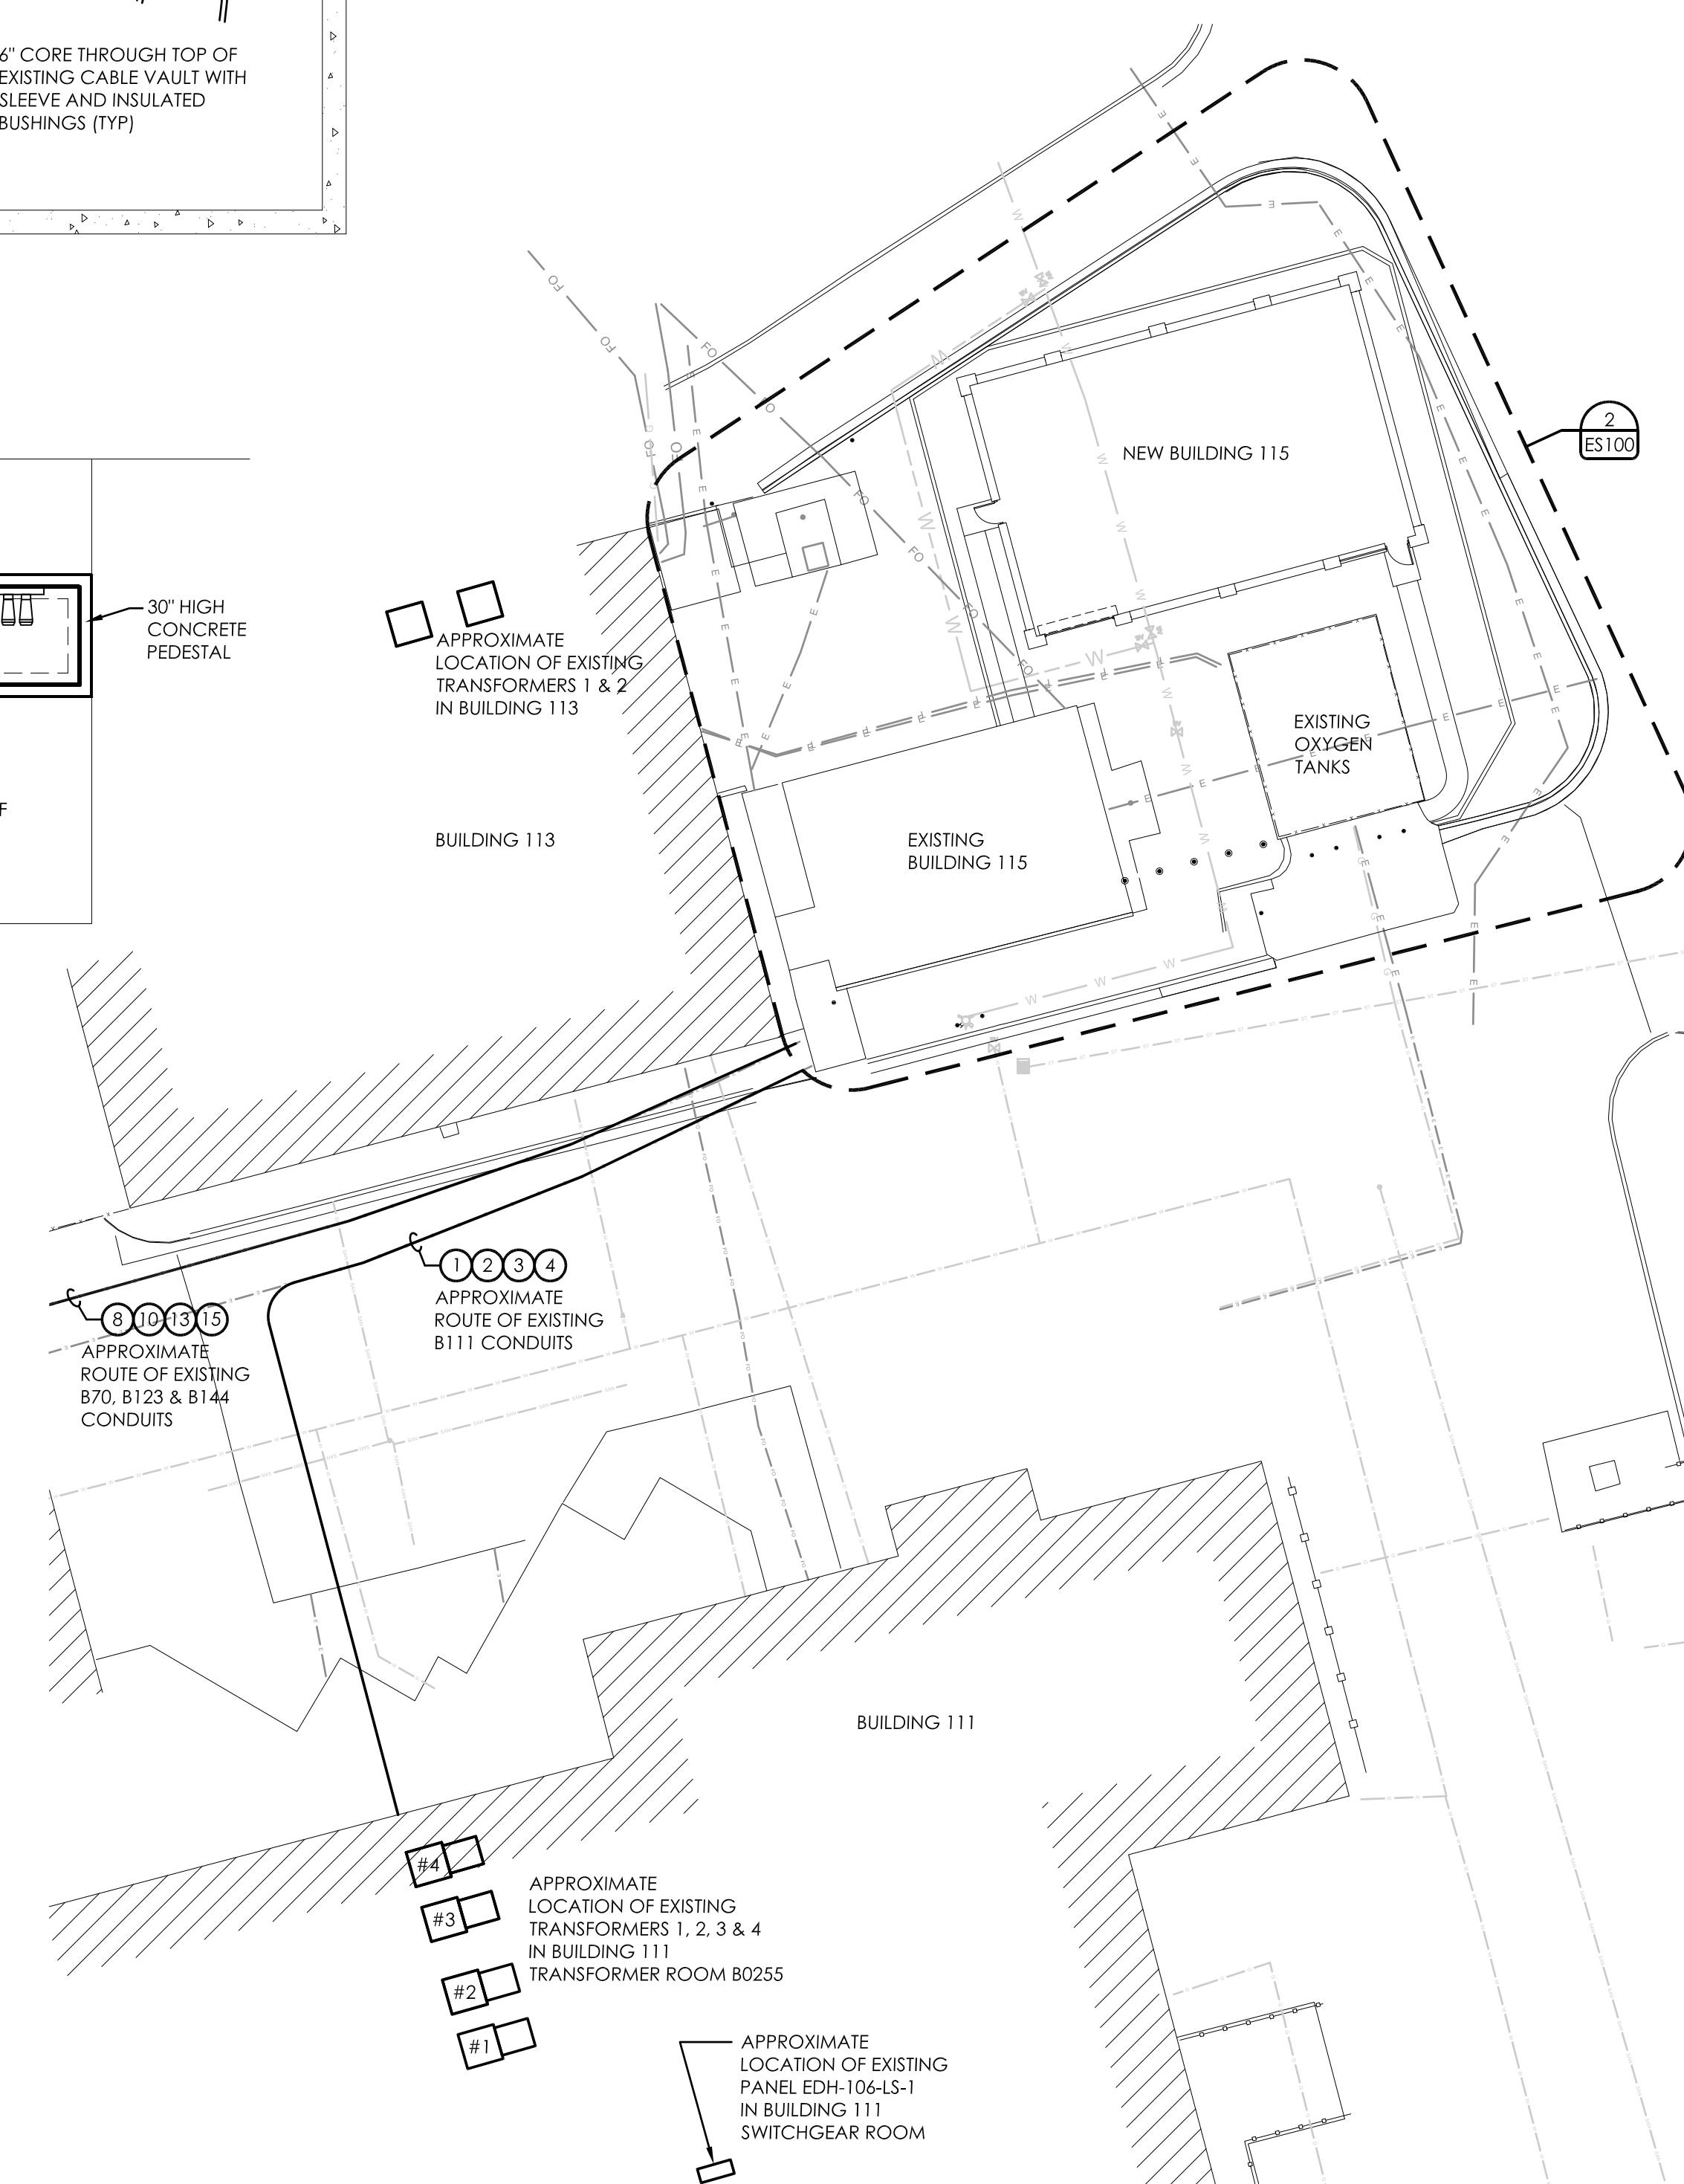 6" CORE THROUGH TOP OF
EXISTING CABLE VAULT WITH
SLEEVE AND INSULATED
BUSHINGS (TYP)
2
ES100
NEW BUILDING 115
30" HIGH
CONCRETE
PEDESTAL
APPROXIMATE
LOCATION OF EXISTING
TRANSFORMERS 1 & 2
IN BUILDING 113
EXISTING
OXYGEN
TANKS
F
BUILDING 113
EXISTING
BUILDING 115
1 2 3 4
APPROXIMATE
ROUTE OF EXISTING
B111 CONDUITS
8 10 13 15
APPROXIMATE
ROUTE OF EXISTING
B70, B123 & B144
CONDUITS
BUILDING 111
#4
#3
#2
#1
APPROXIMATE
LOCATION OF EXISTING
TRANSFORMERS 1, 2, 3 & 4
IN BUILDING 111
TRANSFORMER ROOM B0255
APPROXIMATE
LOCATION OF EXISTING
PANEL EDH-106-LS-1
IN BUILDING 111
SWITCHGEAR ROOM